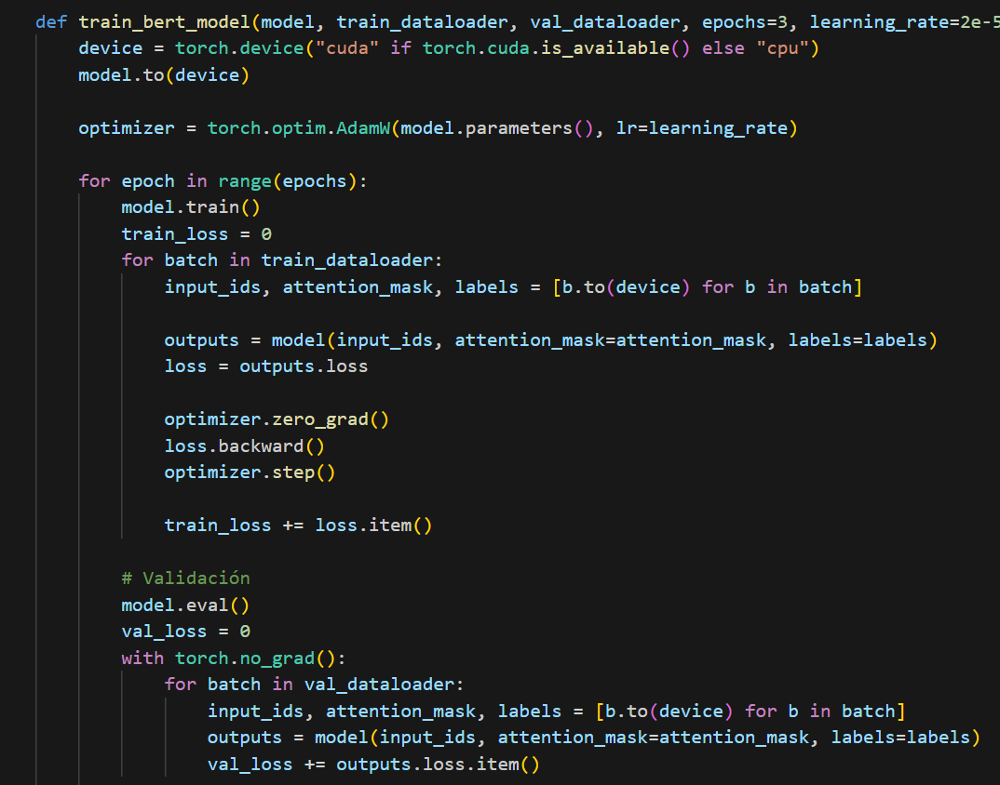 def train_bert_model(model, train_dataloader, val_dataloader, epochs=3, learning_rate=2e-5
    device = torch.device("cuda" if torch.cuda.is_available() else "cpu")
    model.to(device)

    optimizer = torch.optim.AdamW(model.parameters(), lr=learning_rate)

    for epoch in range(epochs):
        model.train()
        train_loss = 0
        for batch in train_dataloader:
            input_ids, attention_mask, labels = [b.to(device) for b in batch]

            outputs = model(input_ids, attention_mask=attention_mask, labels=labels)
            loss = outputs.loss

            optimizer.zero_grad()
            loss.backward()
            optimizer.step()

            train_loss += loss.item()

        # Validación
        model.eval()
        val_loss = 0
        with torch.no_grad():
            for batch in val_dataloader:
                input_ids, attention_mask, labels = [b.to(device) for b in batch]
                outputs = model(input_ids, attention_mask=attention_mask, labels=labels)
                val_loss += outputs.loss.item()